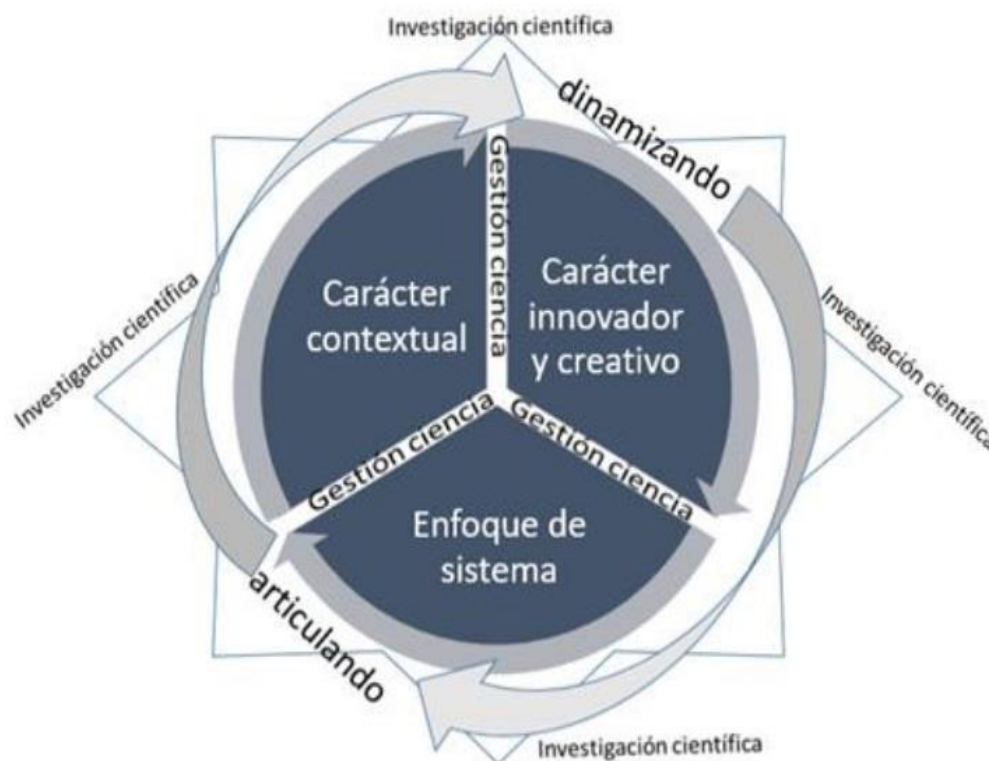 Investigación científica
dinamizando
Gestión ciencia
Carácter
contextual
Carácter
innovador
y creativo
Investigación científica
Investigación científica
Gestión ciencia
Gestión ciencia
Enfoque de
sistema
articulando
Investigación científica